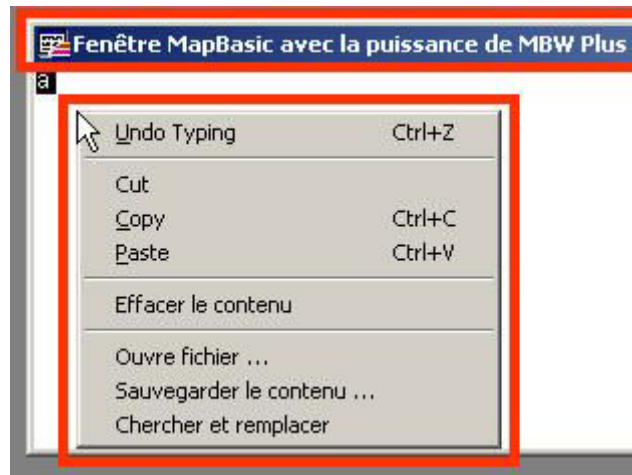 Fenêtre MapBasic avec la puissance de MBW Plus
a
Undo Typing Ctrl+Z
Cut
Copy Ctrl+C
Paste Ctrl+V
Effacer le contenu
Ouvre fichier ...
Sauvegarder le contenu ...
Chercher et remplacer